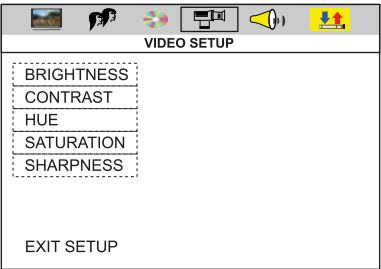 VIDEO SETUP
BRIGHTNESS
CONTRAST
HUE
SATURATION
SHARPNESS
EXIT SETUP